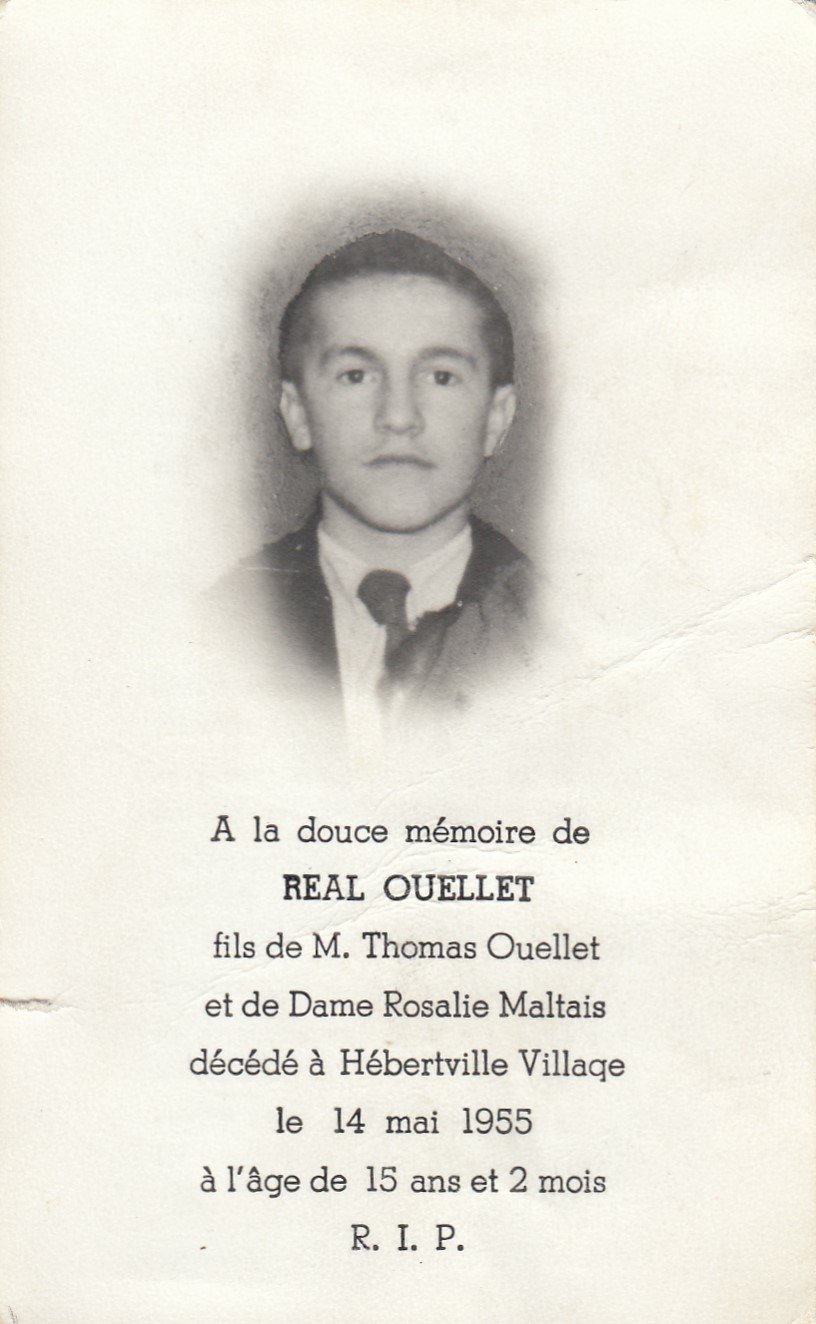 A la douce mémoire de
REAL OUELLET
fils de M. Thomas Ouellet
et de Dame Rosalie Maltais
décédé à Hébertville Village
le 14 mai 1955
à l'âge de 15 ans et 2 mois
R. I. P.